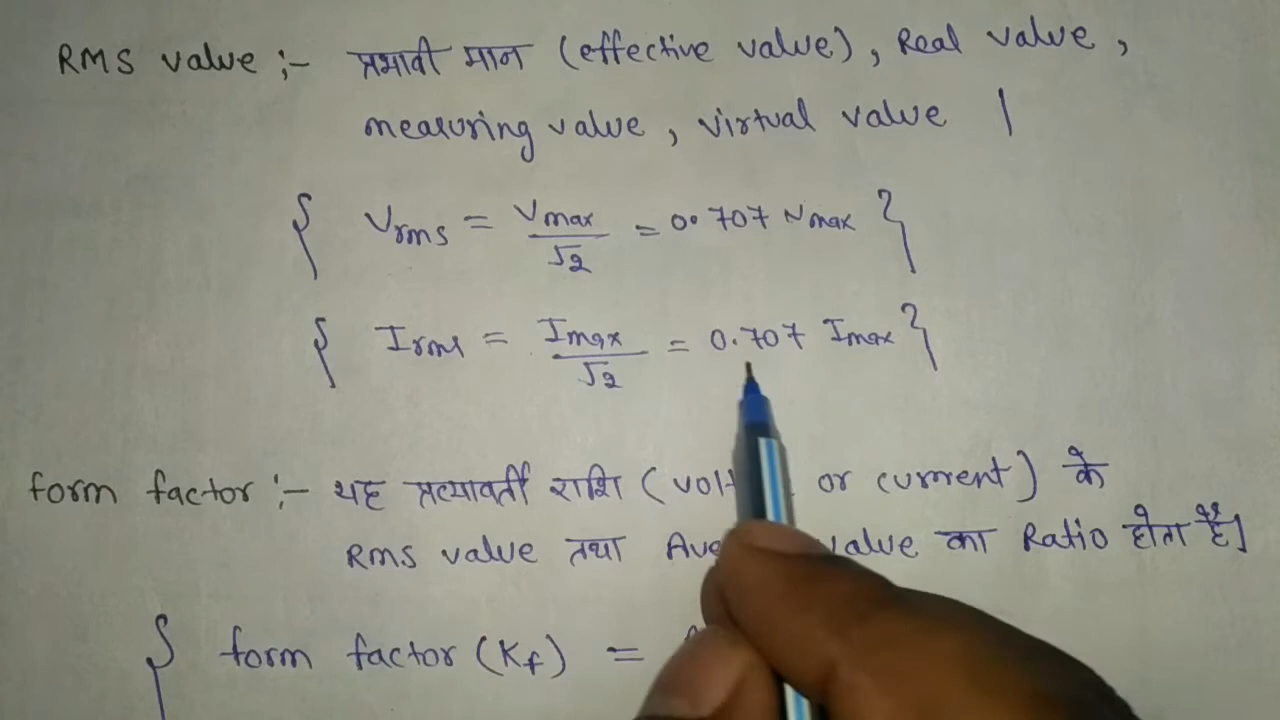 RMS value :- प्रभावी मान (effective value), Real value,
measuring value, virtual value |
{ Vrms = Vmax/√2 = 0.707 Vmax }
{ Irms = Imax/√2 = 0.707 Imax }
form factor :- यह प्रत्यावर्ती राशि ( or current) के
RMS value तथा value का Ratio होता है|
{ form factor (Kf) =